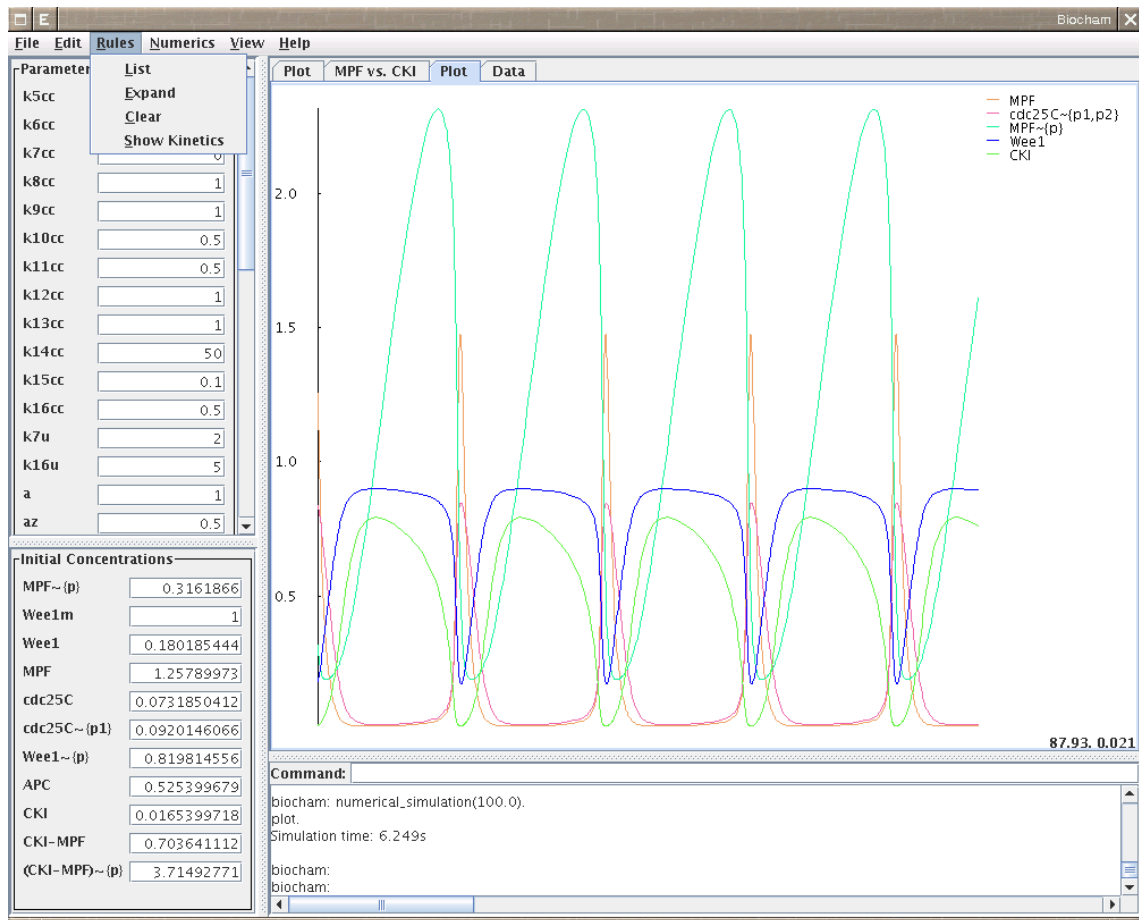 E Biocham
File Edit Rules Numerics View Help
Parameter
List
Expand
Clear
Show Kinetics
k5cc
k6cc
k7cc 0
k8cc 1
k9cc 1
k10cc 0.5
k11cc 0.5
k12cc 1
k13cc 1
k14cc 50
k15cc 0.1
k16cc 0.5
k7u 2
k16u 5
a 1
az 0.5
Initial Concentrations
MPF~{p} 0.3161866
Wee1m 1
Wee1 0.180185444
MPF 1.25789973
cdc25C 0.0731850412
cdc25C~{p1} 0.0920146066
Wee1~{p} 0.819814556
APC 0.525399679
CKI 0.0165399718
CKI-MPF 0.703641112
(CKI-MPF)~{p} 3.71492771
Plot MPF vs. CKI Plot Data
MPF
cdc25C~{p1,p2}
MPF~{p}
Wee1
CKI
2.0
1.5
1.0
0.5
87.93, 0.021
Command:
biocham: numerical_simulation(100.0).
plot.
Simulation time: 6.249s
biocham:
biocham: